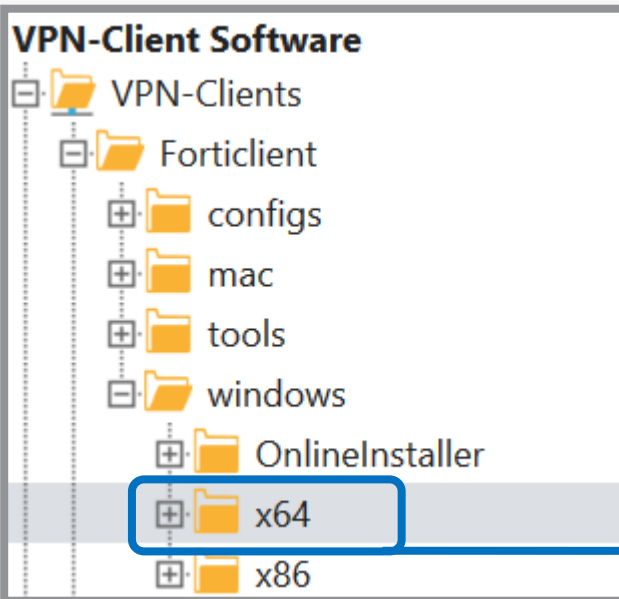 VPN-Client Software
VPN-Clients
Forticlient
configs
mac
tools
windows
OnlineInstaller
x64
x86